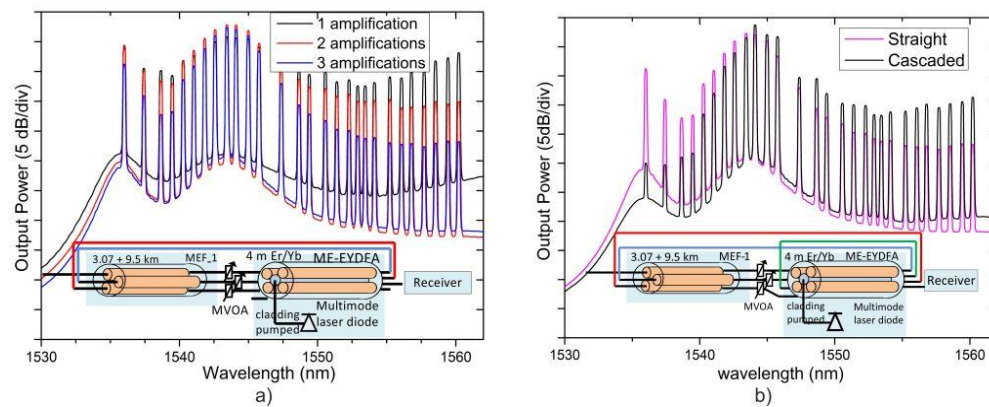 1 amplification
2 amplifications
3 amplifications
Output Power (5 dB/div)
3.07 + 9.5 km
MEF_1
4 m Er/Yb
ME-EYDFA
MVOA
cladding
pumped
Multimode
laser diode
Receiver
1530
1540
1550
1560
Wavelength (nm)
a)
Straight
Cascaded
Output Power (5dB/div)
3.07 + 9.5 km
MEF_1
4 m Er/Yb
ME-EYDFA
MVOA
cladding
pumped
Multimode
laser diode
Receiver
1530
1540
1550
1560
wavelength (nm)
b)